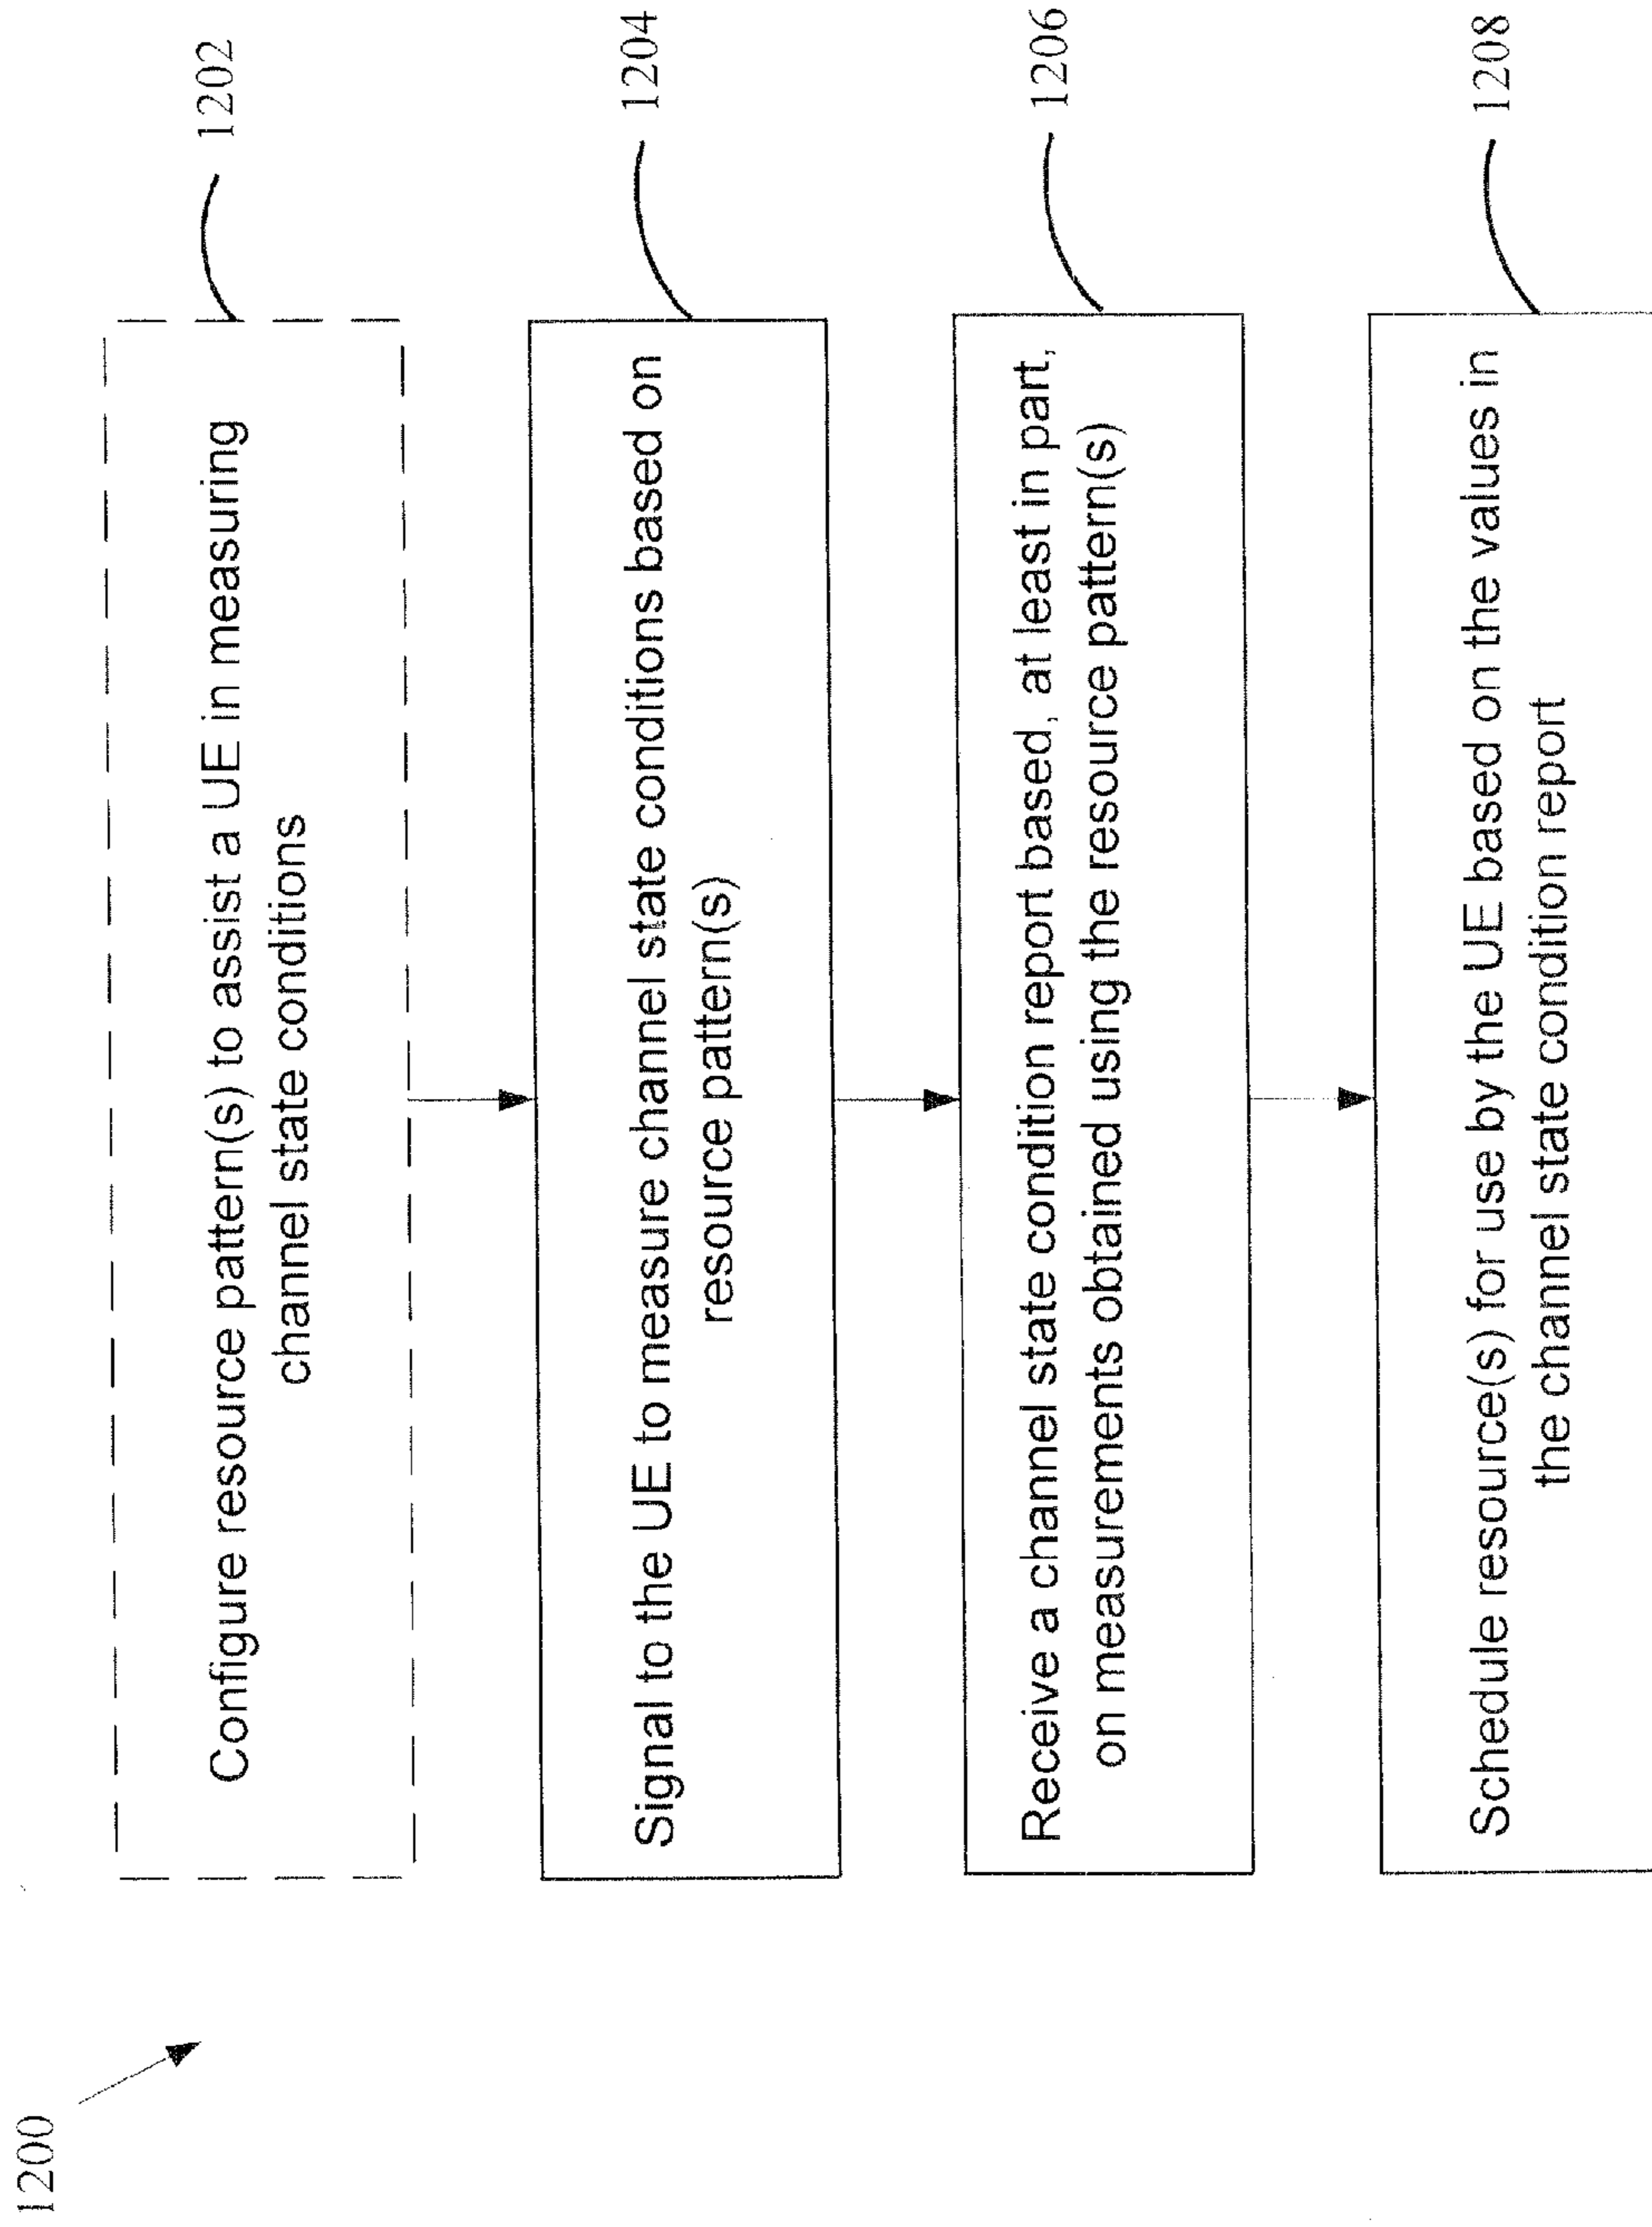 1200
Configure resource pattern(s) to assist a UE in measuring
channel state conditions
1202
Signal to the UE to measure channel state conditions based on
resource pattern(s)
1204
Receive a channel state condition report based, at least in part,
on measurements obtained using the resource pattern(s)
1206
Schedule resource(s) for use by the UE based on the values in
the channel state condition report
1208